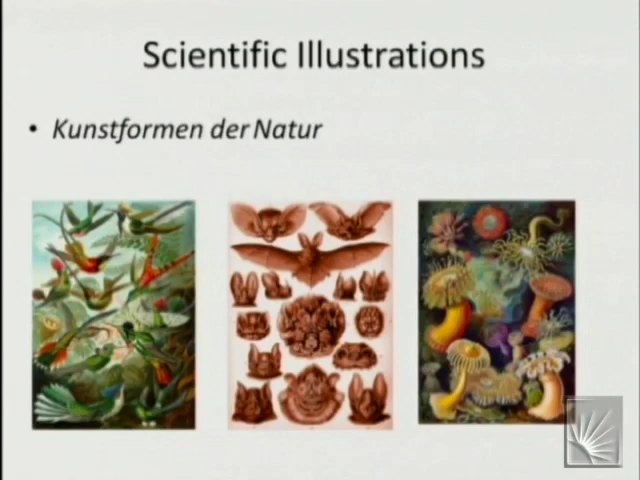 Scientific Illustrations
• Kunstformen der Natur